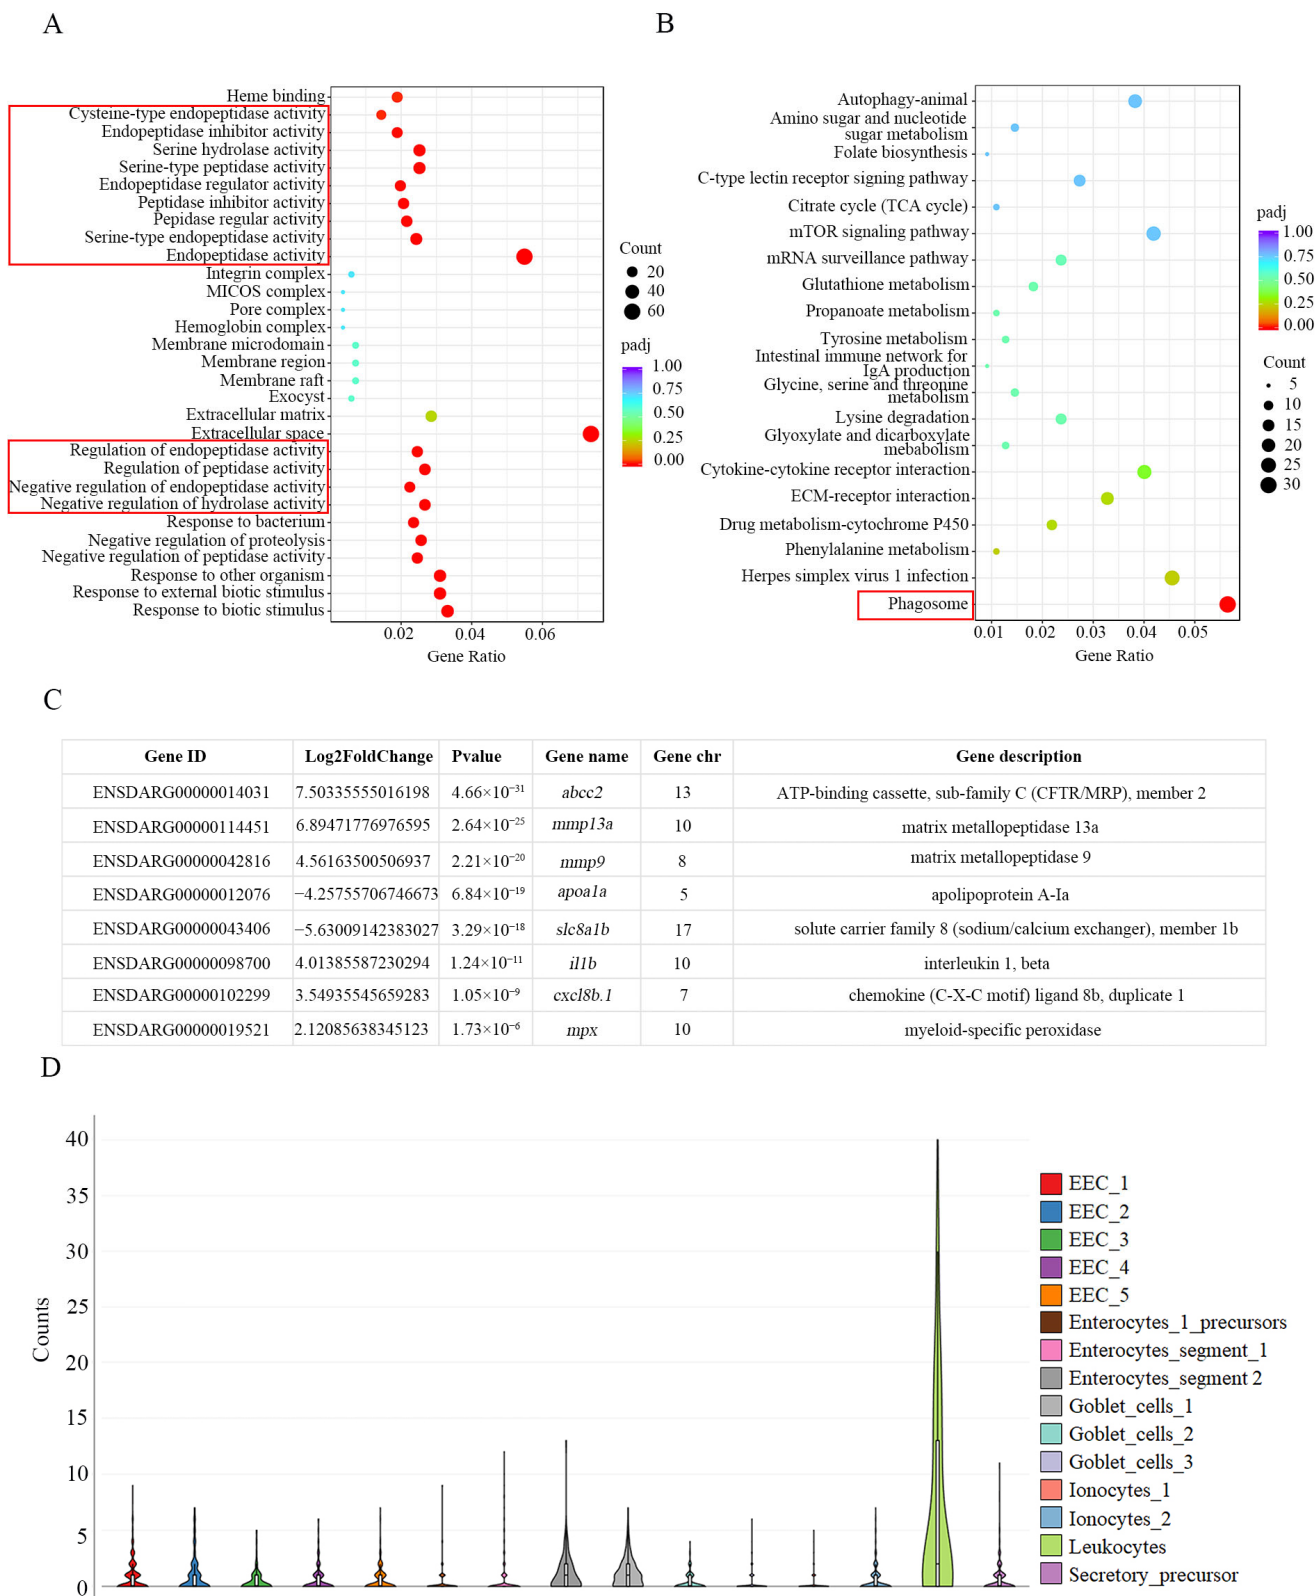 A
Heme binding
Cysteine-type endopeptidase activity
Endopeptidase inhibitor activity
Serine hydrolase activity
Serine-type peptidase activity
Endopeptidase regulator activity
Peptidase inhibitor activity
Pepidase regular activity
Serine-type endopeptidase activity
Endopeptidase activity
Integrin complex
MICOS complex
Pore complex
Hemoglobin complex
Membrane microdomain
Membrane region
Membrane raft
Exocyst
Extracellular matrix
Extracellular space
Regulation of endopeptidase activity
Regulation of peptidase activity
Negative regulation of endopeptidase activity
Negative regulation of hydrolase activity
Response to bacterium
Negative regulation of proteolysis
Negative regulation of peptidase activity
Response to other organism
Response to external biotic stimulus
Response to biotic stimulus
0.02 0.04 0.06
Gene Ratio
Count
20
40
60
padj
1.00
0.75
0.50
0.25
0.00
B
Autophagy-animal
Amino sugar and nucleotide
sugar metabolism
Folate biosynthesis
C-type lectin receptor signing pathway
Citrate cycle (TCA cycle)
mTOR signaling pathway
mRNA surveillance pathway
Glutathione metabolism
Propanoate metabolism
Tyrosine metabolism
Intestinal immune network for
IgA production
Glycine, serine and threonine
metabolism
Lysine degradation
Glyoxylate and dicarboxylate
metabolism
Cytokine-cytokine receptor interaction
ECM-receptor interaction
Drug metabolism-cytochrome P450
Phenylalanine metabolism
Herpes simplex virus 1 infection
Phagosome
0.01 0.02 0.03 0.04 0.05
Gene Ratio
padj
1.00
0.75
0.50
0.25
0.00
Count
5
10
15
20
25
30
C
Gene ID Log2FoldChange Pvalue Gene name Gene chr Gene description
ENSDARG00000014031 7.50335555016198 4.66×10⁻³¹ abcc2 13 ATP-binding cassette, sub-family C (CFTR/MRP), member 2
ENSDARG00000114451 6.89471776976595 2.64×10⁻²⁵ mmp13a 10 matrix metallopeptidase 13a
ENSDARG00000042816 4.56163500506937 2.21×10⁻²⁰ mmp9 8 matrix metallopeptidase 9
ENSDARG00000012076 −4.25755706746673 6.84×10⁻¹⁹ apoa1a 5 apolipoprotein A-Ia
ENSDARG00000043406 −5.63009142383027 3.29×10⁻¹⁸ slc8a1b 17 solute carrier family 8 (sodium/calcium exchanger), member 1b
ENSDARG00000098700 4.01385587230294 1.24×10⁻¹¹ il1b 10 interleukin 1, beta
ENSDARG00000102299 3.54935545659283 1.05×10⁻⁹ cxcl8b.1 7 chemokine (C-X-C motif) ligand 8b, duplicate 1
ENSDARG00000019521 2.12085638345123 1.73×10⁻⁶ mpx 10 myeloid-specific peroxidase
D
Counts
40
35
30
25
20
15
10
5
0
EEC_1
EEC_2
EEC_3
EEC_4
EEC_5
Enterocytes_1_precursors
Enterocytes_segment_1
Enterocytes_segment 2
Goblet_cells_1
Goblet_cells_2
Goblet_cells_3
Ionocytes_1
Ionocytes_2
Leukocytes
Secretory_precursor